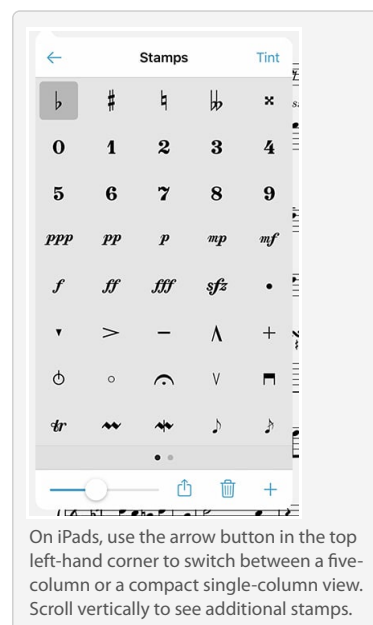 ← Stamps Tint
♭ ♯ ♮ 𝄫 𝄪
0 1 2 3 4
5 6 7 8 9
ppp pp p mp mf
f ff fff sfz
tr
On iPads, use the arrow button in the top
left-hand corner to switch between a five-
column or a compact single-column view.
Scroll vertically to see additional stamps.